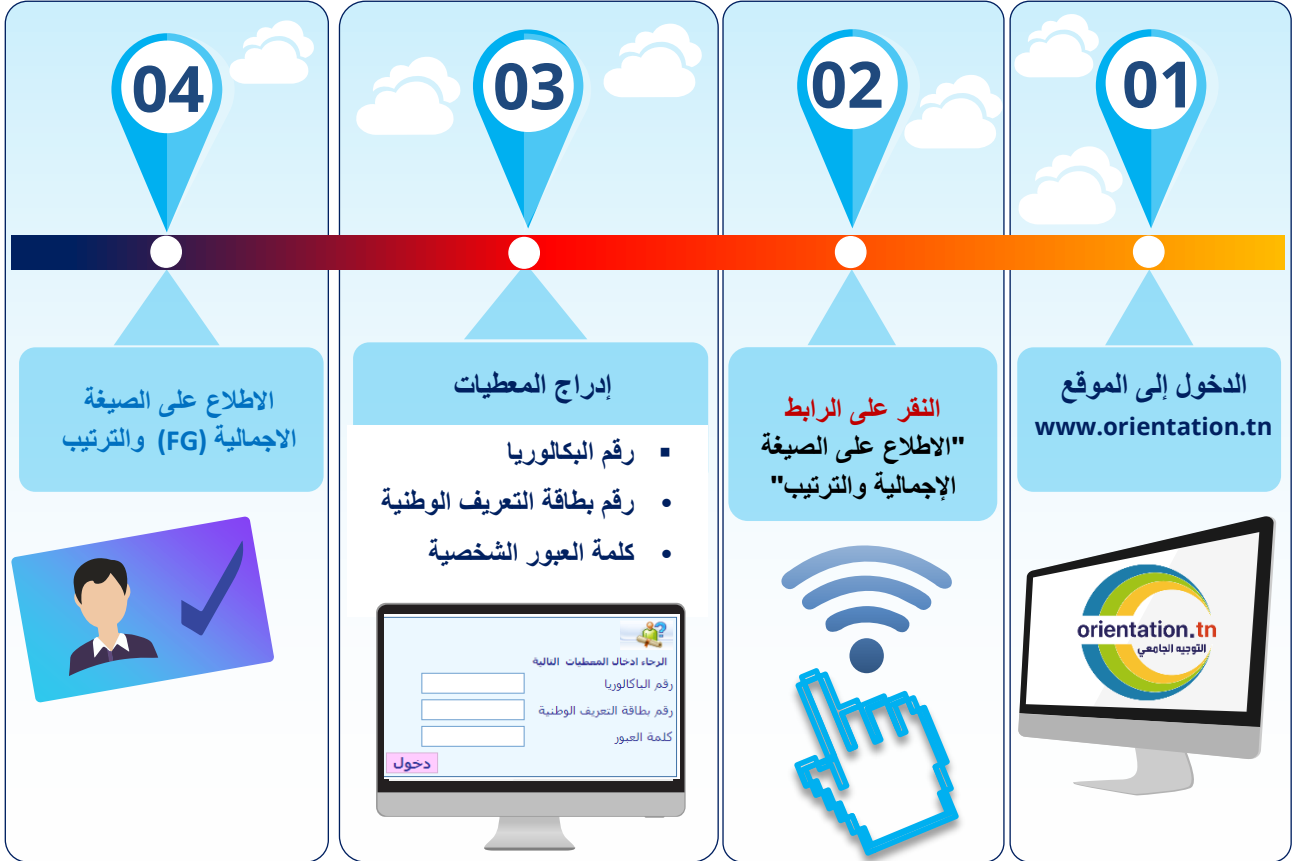 01
الدخول إلى الموقع
www.orientation.tn
orientation.tn
التوجيه الجامعي
02
النقر على الرابط
"الاطلاع على الصيغة
الإجمالية والترتيب"
03
إدراج المعطيات
▪ رقم البكالوريا
• رقم بطاقة التعريف الوطنية
• كلمة العبور الشخصية
الرجاء ادخال المعطيات التالية
رقم الباكالوريا
رقم بطاقة التعريف الوطنية
كلمة العبور
دخول
04
الاطلاع على الصيغة
الاجمالية (FG) والترتيب